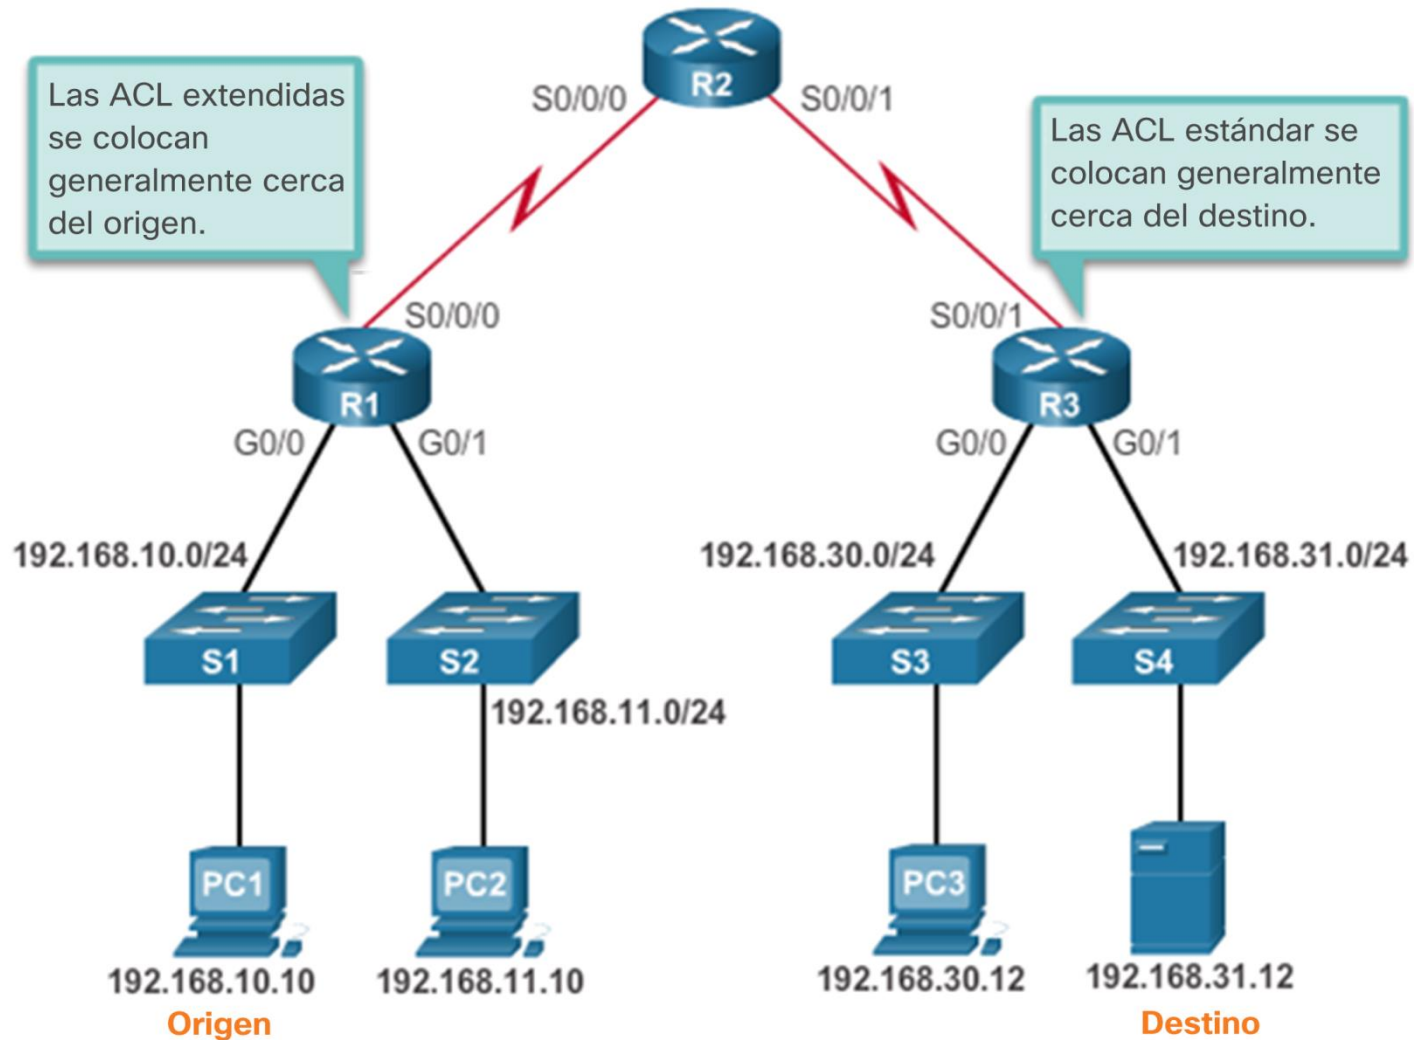 R2
S0/0/0
S0/0/1
Las ACL extendidas
se colocan
generalmente cerca
del origen.
Las ACL estándar se
colocan generalmente
cerca del destino.
S0/0/0
S0/0/1
R1
R3
G0/0
G0/1
G0/0
G0/1
192.168.10.0/24
192.168.30.0/24
192.168.31.0/24
S1
S2
S3
S4
192.168.11.0/24
PC1
PC2
PC3
192.168.10.10
192.168.11.10
192.168.30.12
192.168.31.12
Origen
Destino